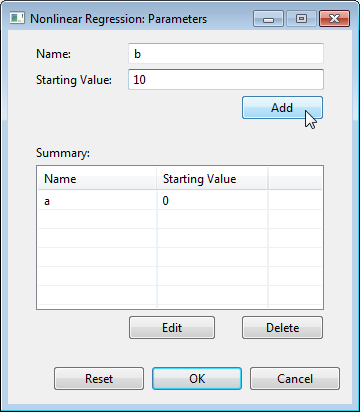 Nonlinear Regression: Parameters
Name: b
Starting Value: 10
Add
Summary:
Name Starting Value
a 0
Edit Delete
Reset OK Cancel